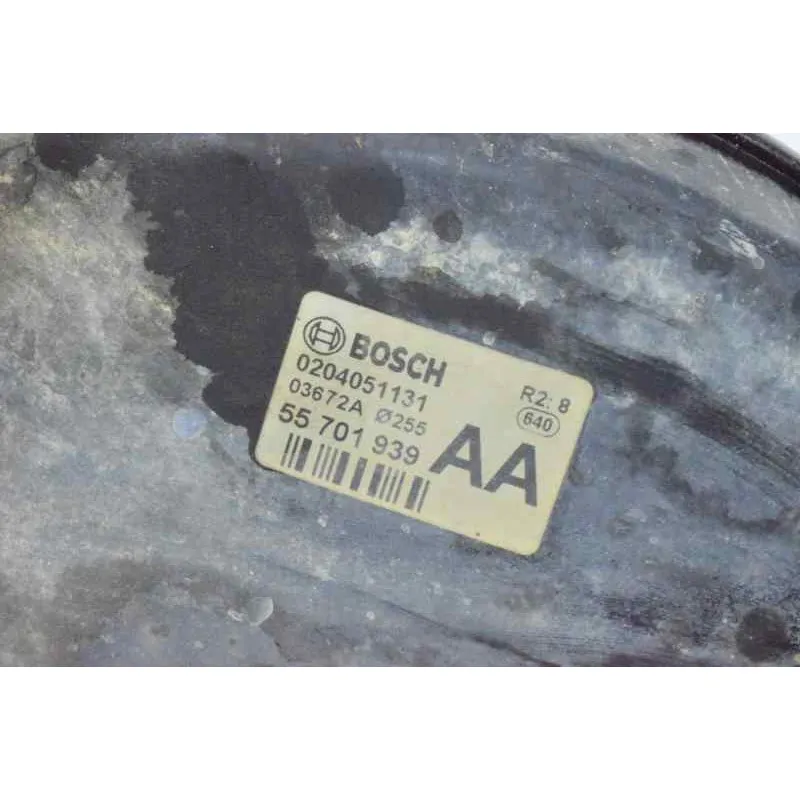 BOSCH
0204051131
03672A Ø255
55 701 939
AA
R2: 8
640